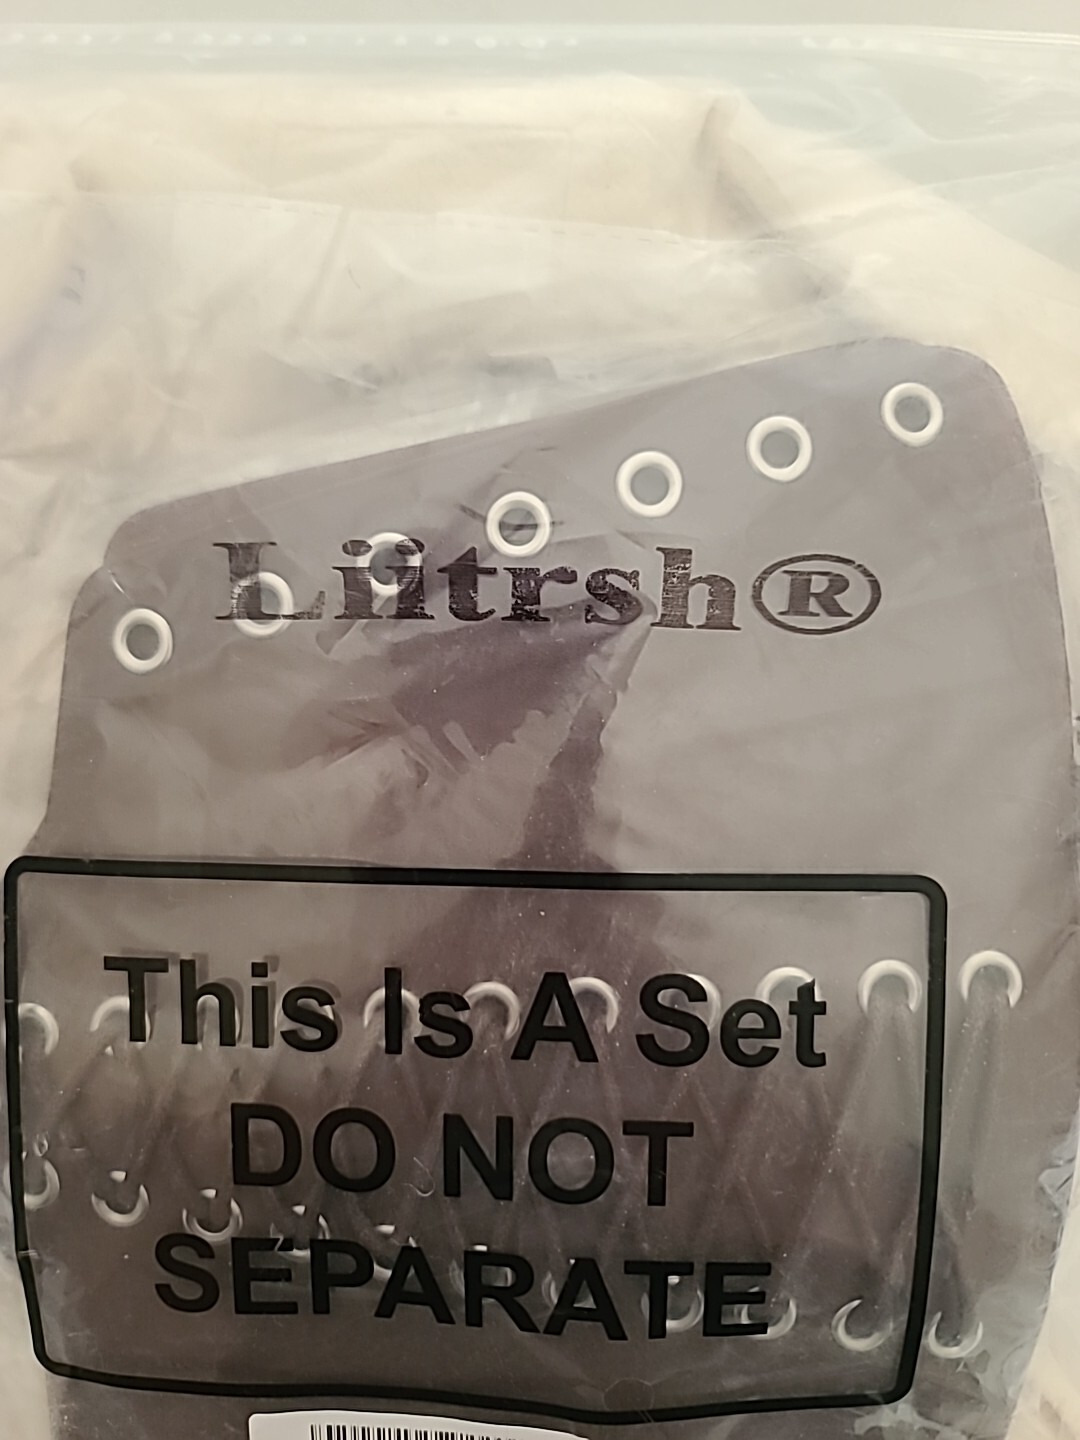 Liitrsh®
This Is A Set
DO NOT
SEPARATE